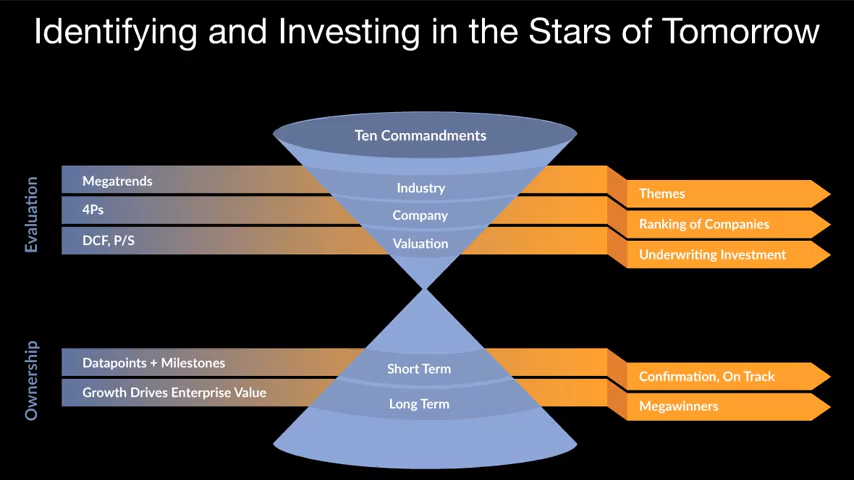 Identifying and Investing in the Stars of Tomorrow
Ten Commandments
Evaluation
Megatrends
Industry
Themes
4Ps
Company
Ranking of Companies
DCF, P/S
Valuation
Underwriting Investment
Ownership
Datapoints + Milestones
Short Term
Confirmation, On Track
Growth Drives Enterprise Value
Long Term
Megawinners